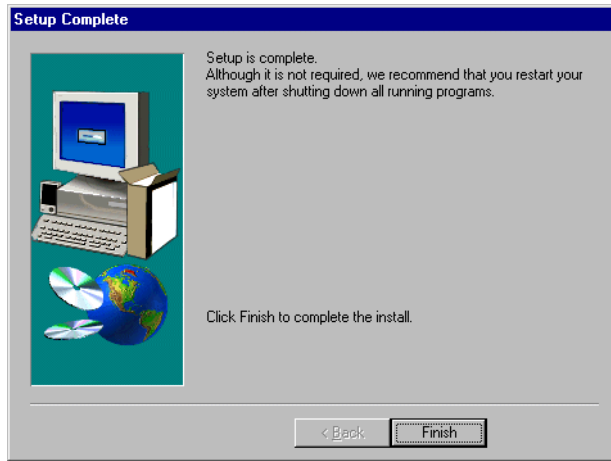 Setup Complete
Setup is complete.
Although it is not required, we recommend that you restart your
system after shutting down all running programs.
Click Finish to complete the install.
< Back
Finish